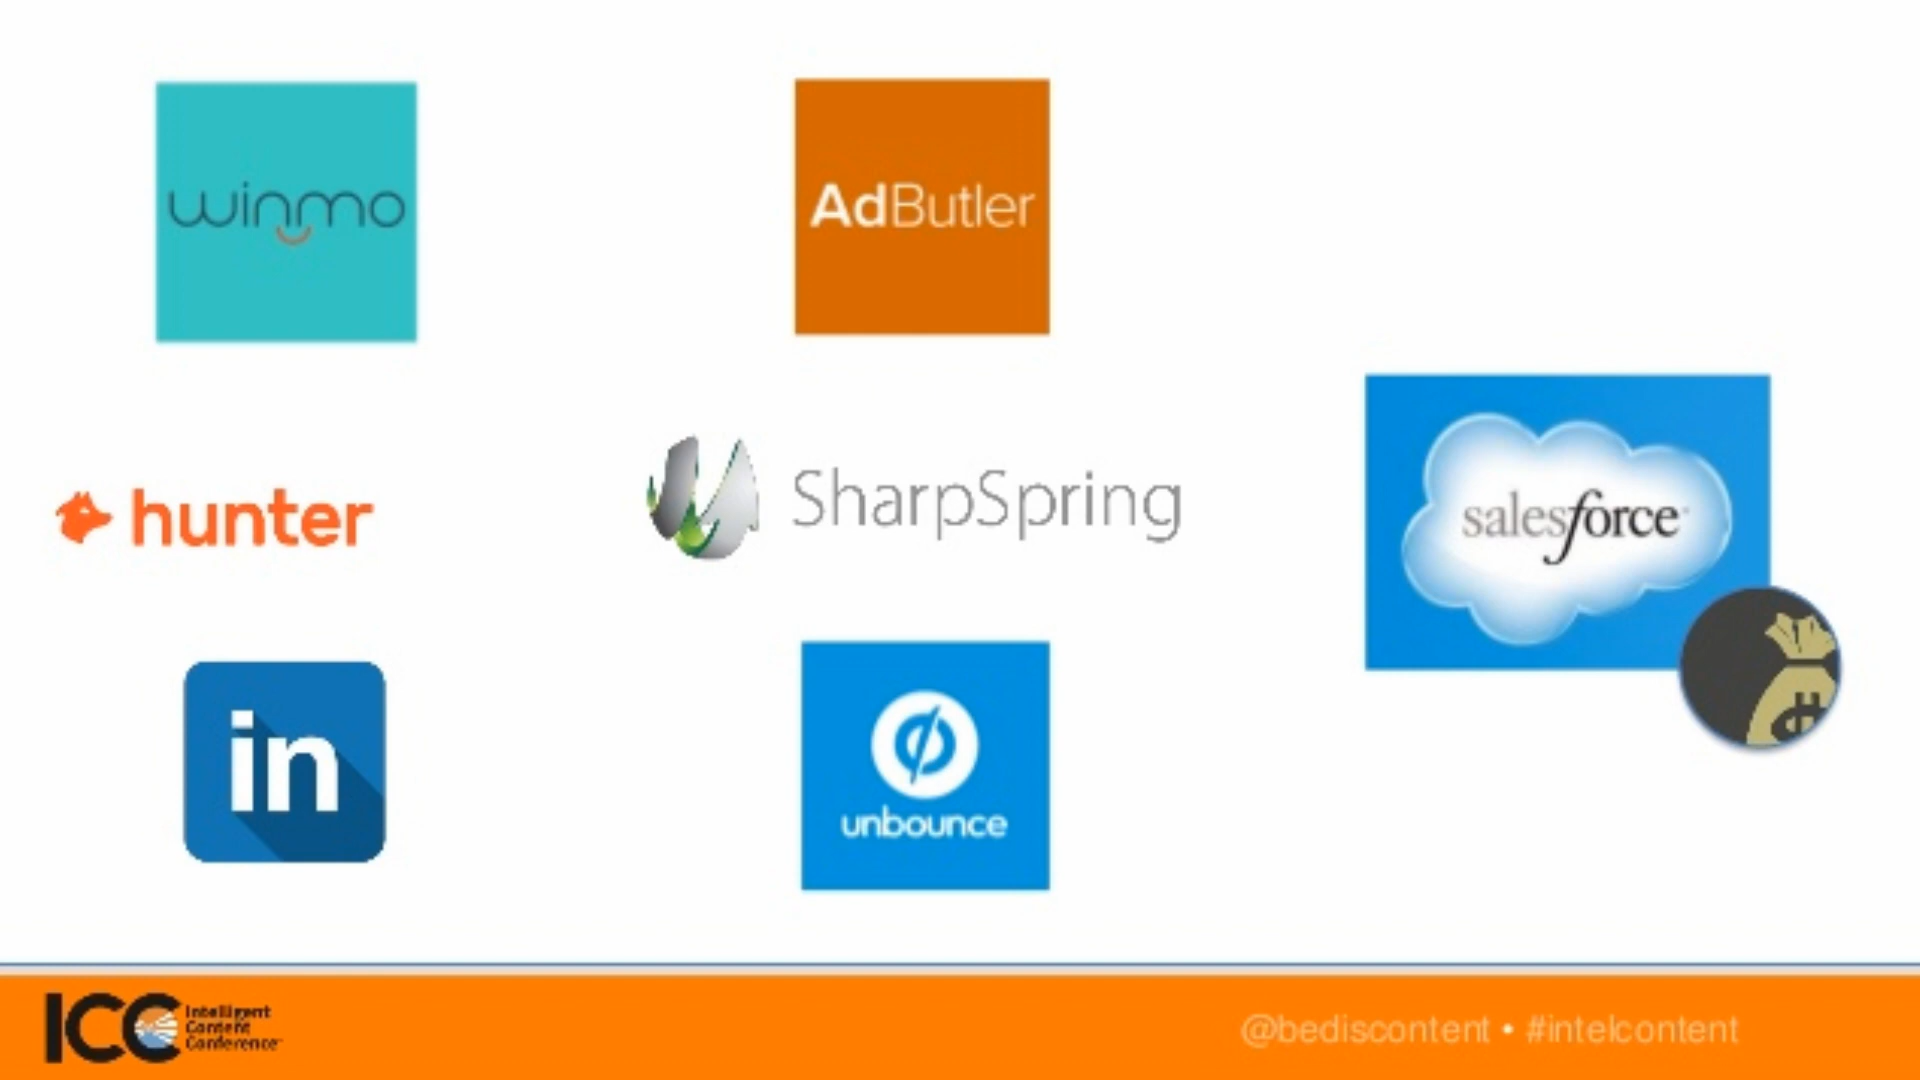 winmo
AdButler
hunter
SharpSpring
salesforce
in
unbounce
ICC
Intelligent
Content
Conference
@bediscontent • #intelcontent